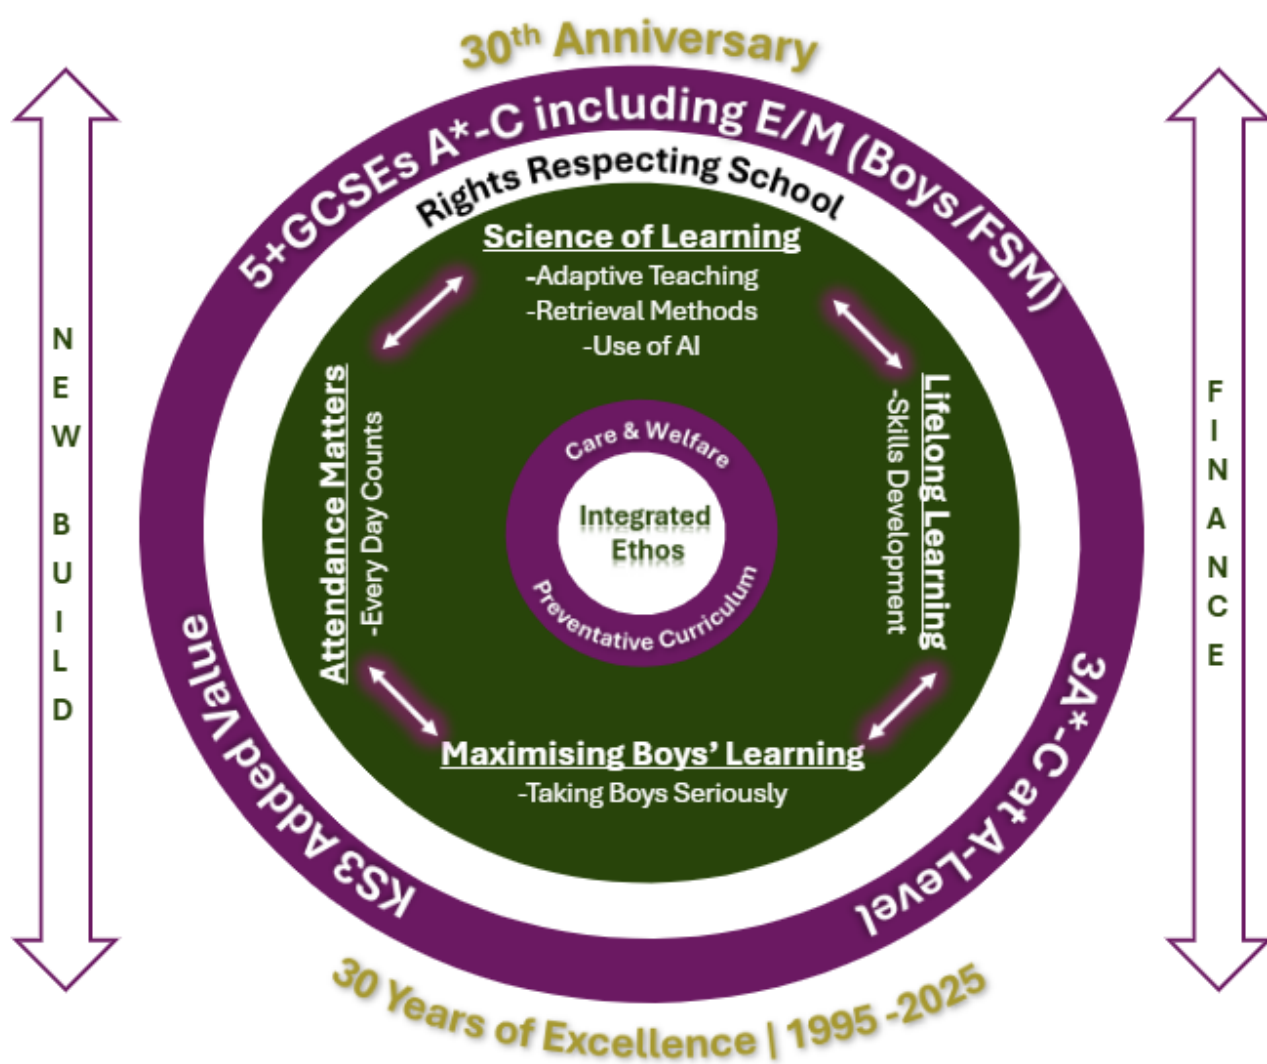 30th Anniversary
5+GCSEs A*-C including E/M (Boys/FSM)
Rights Respecting School
Science of Learning
-Adaptive Teaching
-Retrieval Methods
-Use of AI
NEW BUILD
Attendance Matters
-Every Day Counts
Care & Welfare
Integrated
Ethos
Preventative Curriculum
Lifelong Learning
-Skills Development
FINANCE
Maximising Boys’ Learning
-Taking Boys Seriously
KS3 Added Value
3A*-C at A-Level
30 Years of Excellence | 1995 -2025